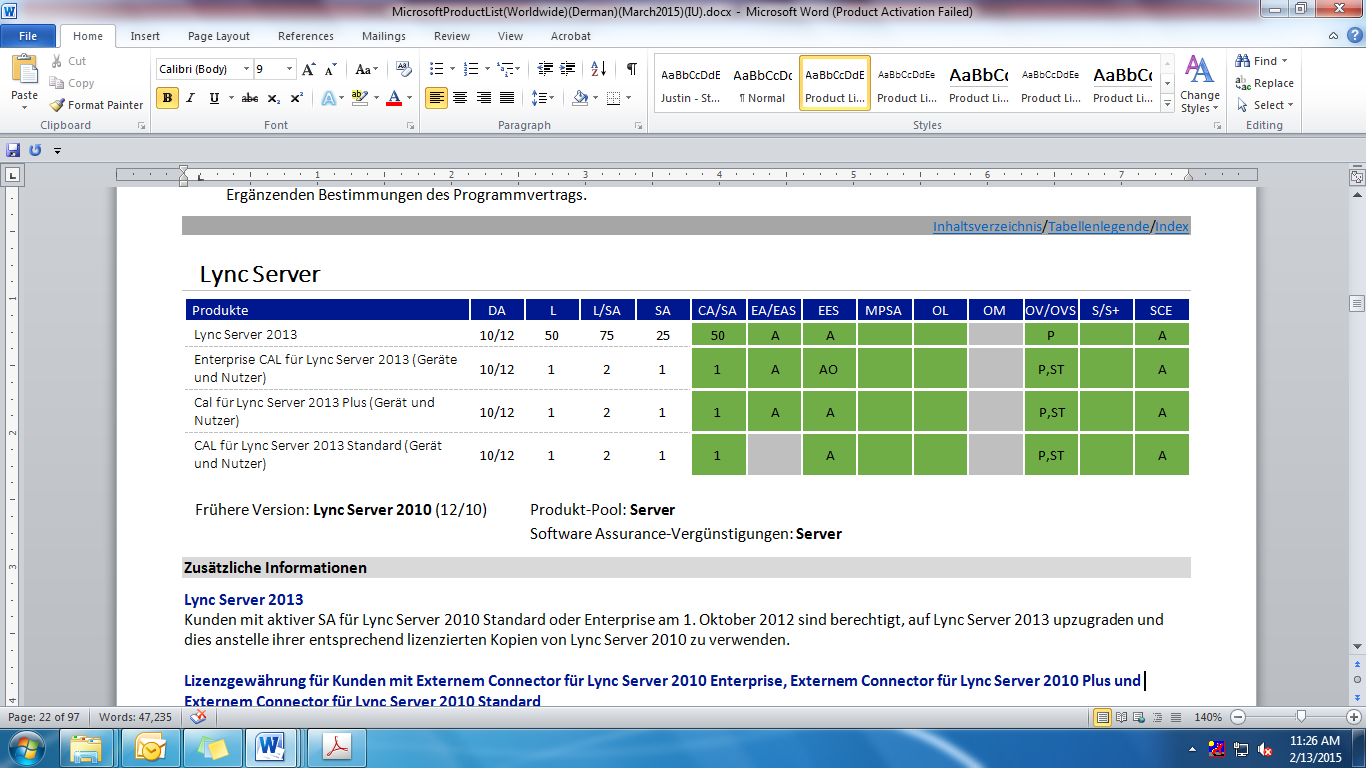 MicrosoftProductList(Worldwide)(Derman)(March2015)(IU).docx - Microsoft Word (Product Activation Failed)
File Home Insert Page Layout References Mailings Review View Acrobat
Paste
Cut
Copy
Format Painter
Clipboard
Calibri (Body) 9
Font
Paragraph
AaBbCcDdE AaBbCcDc AaBbCcDdE AaBbCcDdEe AaBbCc AaBbCcDdE AaBbCc
Justin - St... ¶ Normal Product Li... Product Li... Product Li... Product Li... Product Li...
Change
Styles
Styles
Find
Replace
Select
Editing
1 2 3 4 5 6 7
Ergänzenden Bestimmungen des Programmvertrags.
Inhaltsverzeichnis/Tabellenlegende/Index
Lync Server
Produkte DA L L/SA SA CA/SA EA/EAS EES MPSA OL OM OV/OVS S/S+ SCE
Lync Server 2013 10/12 50 75 25 50 A A P A
Enterprise CAL für Lync Server 2013 (Geräte
und Nutzer) 10/12 1 2 1 1 A AO P,ST A
Cal für Lync Server 2013 Plus (Gerät und
Nutzer) 10/12 1 2 1 1 A A P,ST A
CAL für Lync Server 2013 Standard (Gerät
und Nutzer) 10/12 1 2 1 1 A P,ST A
Frühere Version: Lync Server 2010 (12/10) Produkt-Pool: Server
Software Assurance-Vergünstigungen: Server
Zusätzliche Informationen
Lync Server 2013
Kunden mit aktiver SA für Lync Server 2010 Standard oder Enterprise am 1. Oktober 2012 sind berechtigt, auf Lync Server 2013 upzugraden und
dies anstelle ihrer entsprechend lizenzierten Kopien von Lync Server 2010 zu verwenden.
Lizenzgewährung für Kunden mit Externem Connector für Lync Server 2010 Enterprise, Externem Connector für Lync Server 2010 Plus und
Externem Connector für Lync Server 2010 Standard
Page: 22 of 97 Words: 47,235 140%
11:26 AM
2/13/2015